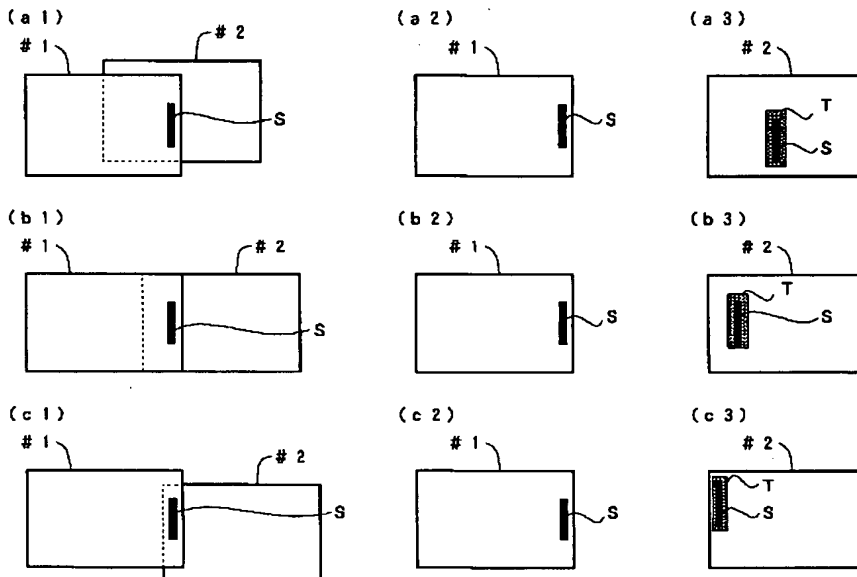 (a1)
#1
#2
S
(a2)
#1
S
(a3)
#2
T
S
(b1)
#1
#2
S
(b2)
#1
S
(b3)
#2
T
S
(c1)
#1
#2
S
(c2)
#1
S
(c3)
#2
T
S